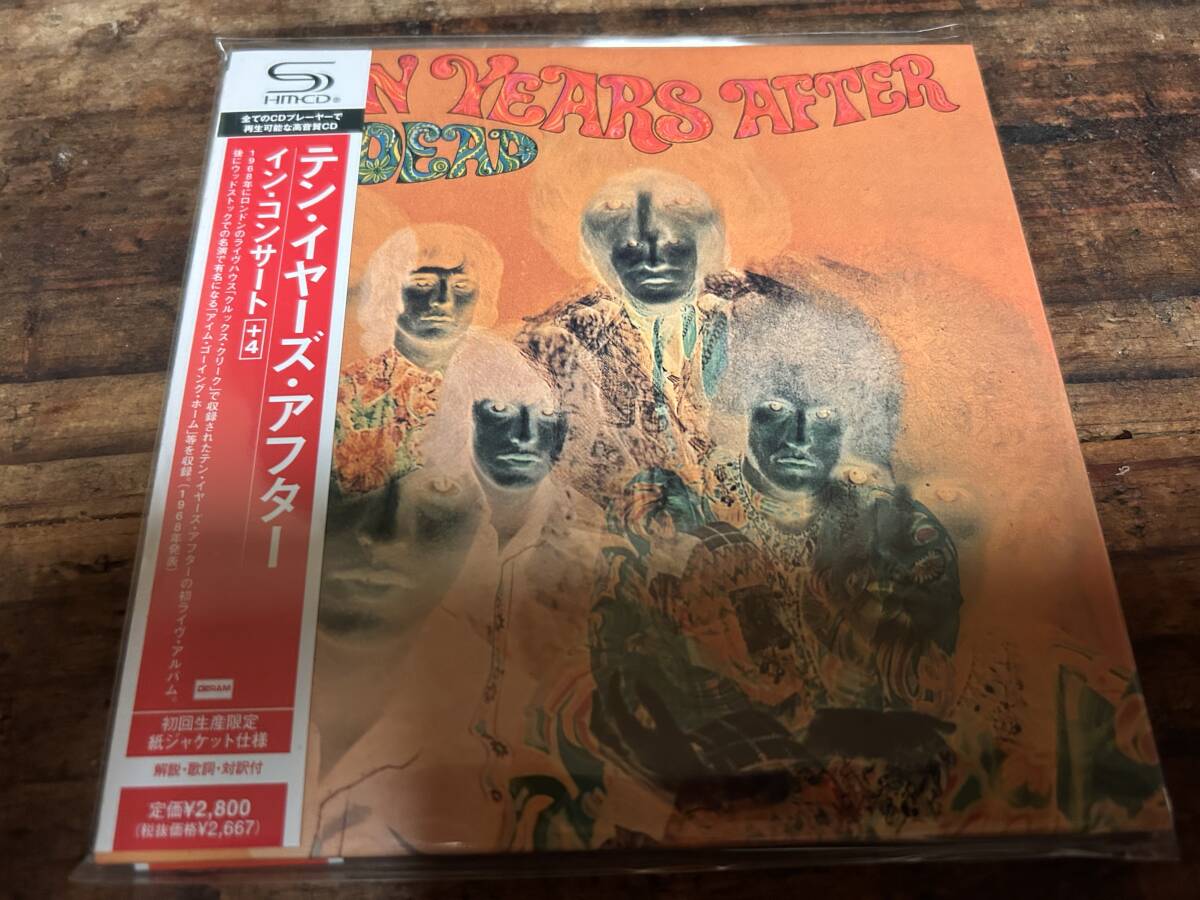 HM-CD®
全てのCDプレーヤーで
再生可能な高音質CD
テン・イヤーズ・アフター
イン・コンサート +4
1968年にロンドンのライヴハウス「クルックス・クリーク」で収録されたテン・イヤーズ・アフターの初ライヴ・アルバム。
後にウッドストックでの名演で有名になる「アイム・ゴーイング・ホーム」等を収録。(1968年発表)
DERAM
初回生産限定
紙ジャケット仕様
解説・歌詞・対訳付
定価¥2,800
(税抜価格¥2,667)
N YEARS AFTER
DEAD